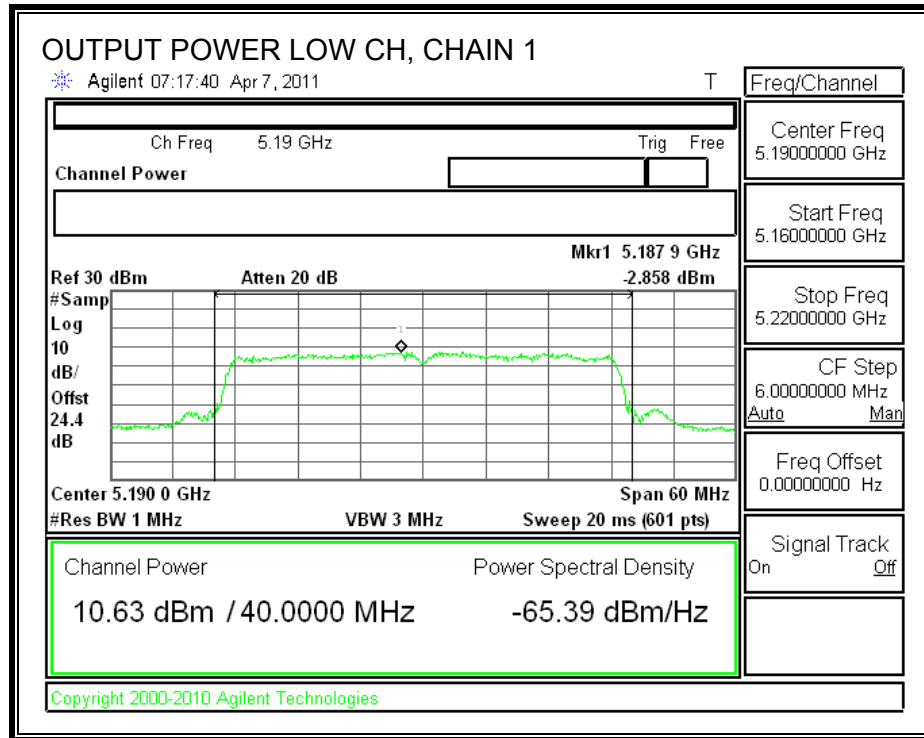 OUTPUT POWER LOW CH, CHAIN 1
Agilent 07:17:40 Apr 7, 2011 T
Freq/Channel
Ch Freq 5.19 GHz Trig Free
Channel Power
Center Freq
5.19000000 GHz
Start Freq
5.16000000 GHz
Stop Freq
5.22000000 GHz
CF Step
6.00000000 MHz
Auto Man
Freq Offset
0.00000000 Hz
Signal Track
On Off
Mkr1 5.187 9 GHz
Ref 30 dBm Atten 20 dB -2.858 dBm
#Samp
Log
10
dB/
Offst
24.4
dB
1
Center 5.190 0 GHz Span 60 MHz
#Res BW 1 MHz VBW 3 MHz Sweep 20 ms (601 pts)
Channel Power Power Spectral Density
10.63 dBm / 40.0000 MHz -65.39 dBm/Hz
Copyright 2000-2010 Agilent Technologies